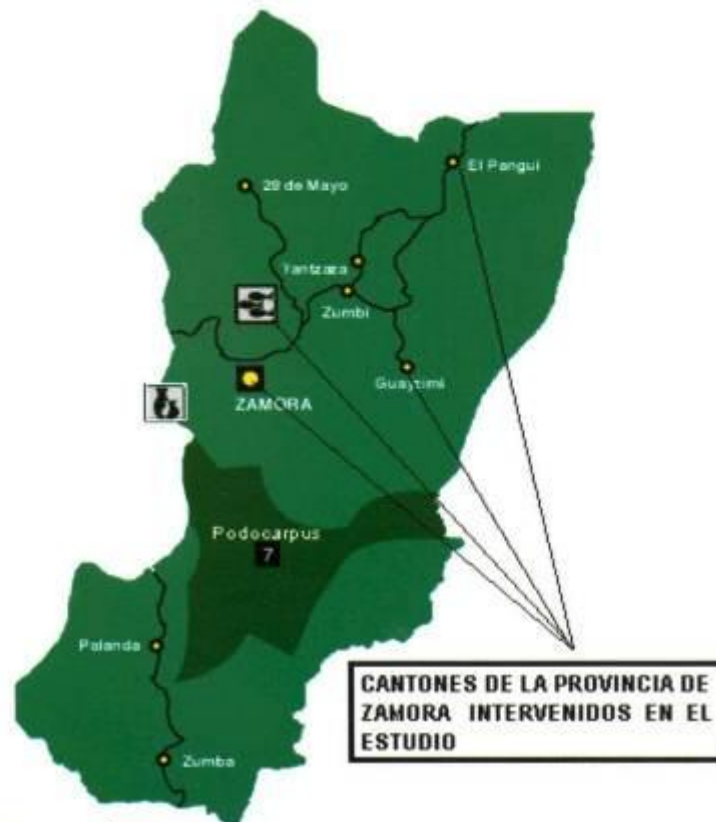 El Pangui
28 de Mayo
Yantzaza
Zumbi
Guayzimi
ZAMORA
Podocarpus
7
Palanda
Zumba
CANTONES DE LA PROVINCIA DE
ZAMORA INTERVENIDOS EN EL
ESTUDIO